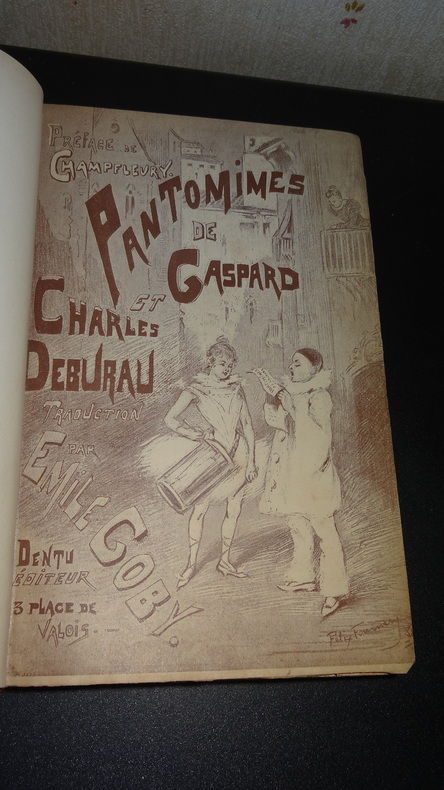 PRÉFACE DE
CHAMPFLEURY.
PANTOMIMES
DE
GASPARD
ET
CHARLES
DEBURAU
TRADUCTION
PAR
EMILE GOBY.
DENTU
ÉDITEUR
3 PLACE DE
VALOIS.